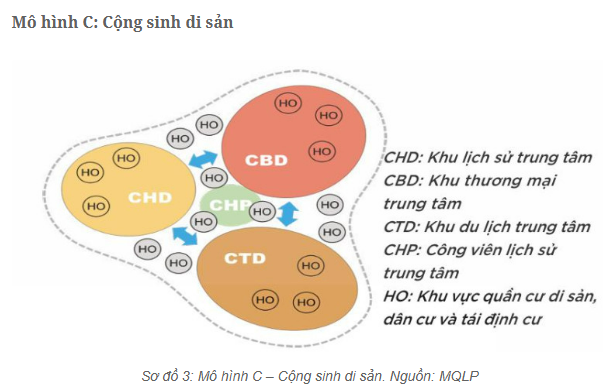 Mô hình C: Cộng sinh di sản
HO
HO
HO
HO
HO
HO
HO
HO
CBD
HO
HO
HO
CHD
CHP
HO
HO
HO
HO
HO
HO
HO
CTD
HO
HO
HO
CHD: Khu lịch sử trung tâm
CBD: Khu thương mại
trung tâm
CTD: Khu du lịch trung tâm
CHP: Công viên lịch sử
trung tâm
HO: Khu vực quần cư di sản,
dân cư và tái định cư
Sơ đồ 3: Mô hình C – Cộng sinh di sản. Nguồn: MQLP